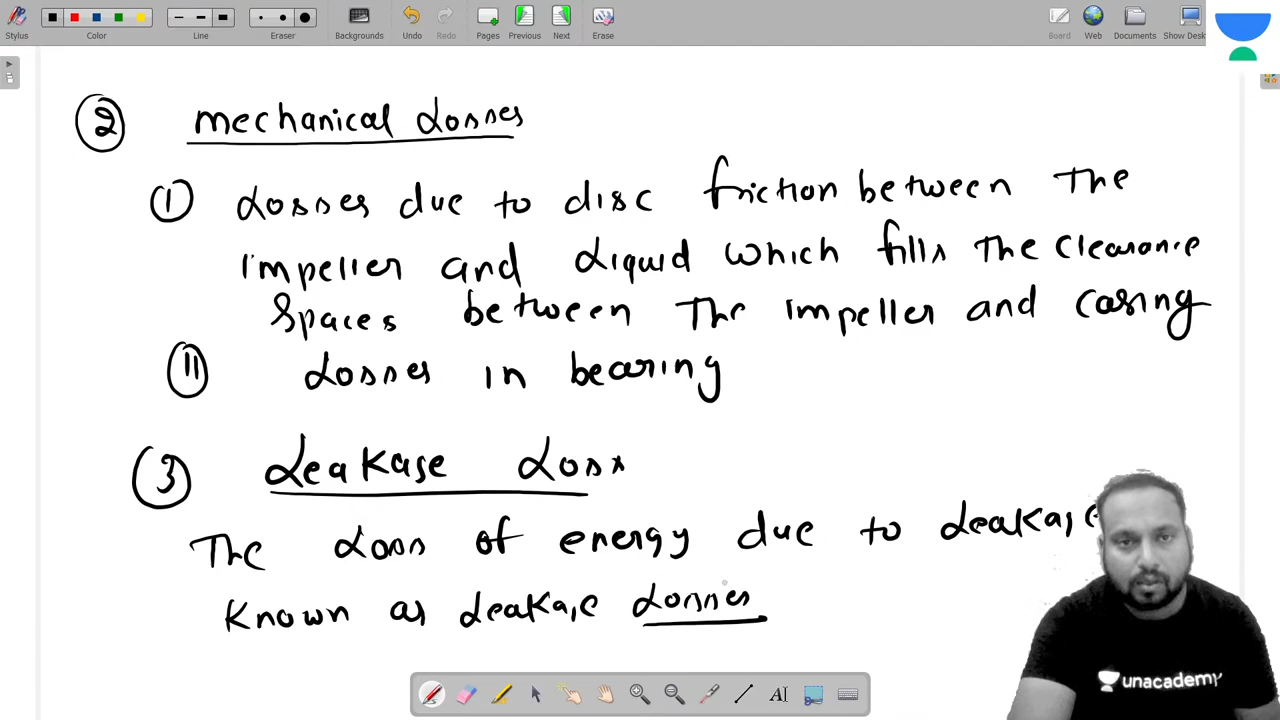 Stylus Color Line Eraser Backgrounds Undo Redo Pages Previous Next Erase Board Web Documents Show Desk
② mechanical Losses
① Losses due to disc friction between the
impeller and Liquid which fills the clearance
spaces between the impeller and casing
⑪ Losses in bearing
③ Leakage Loss
The Loss of energy due to Leakage
known as Leakage Losses
unacademy